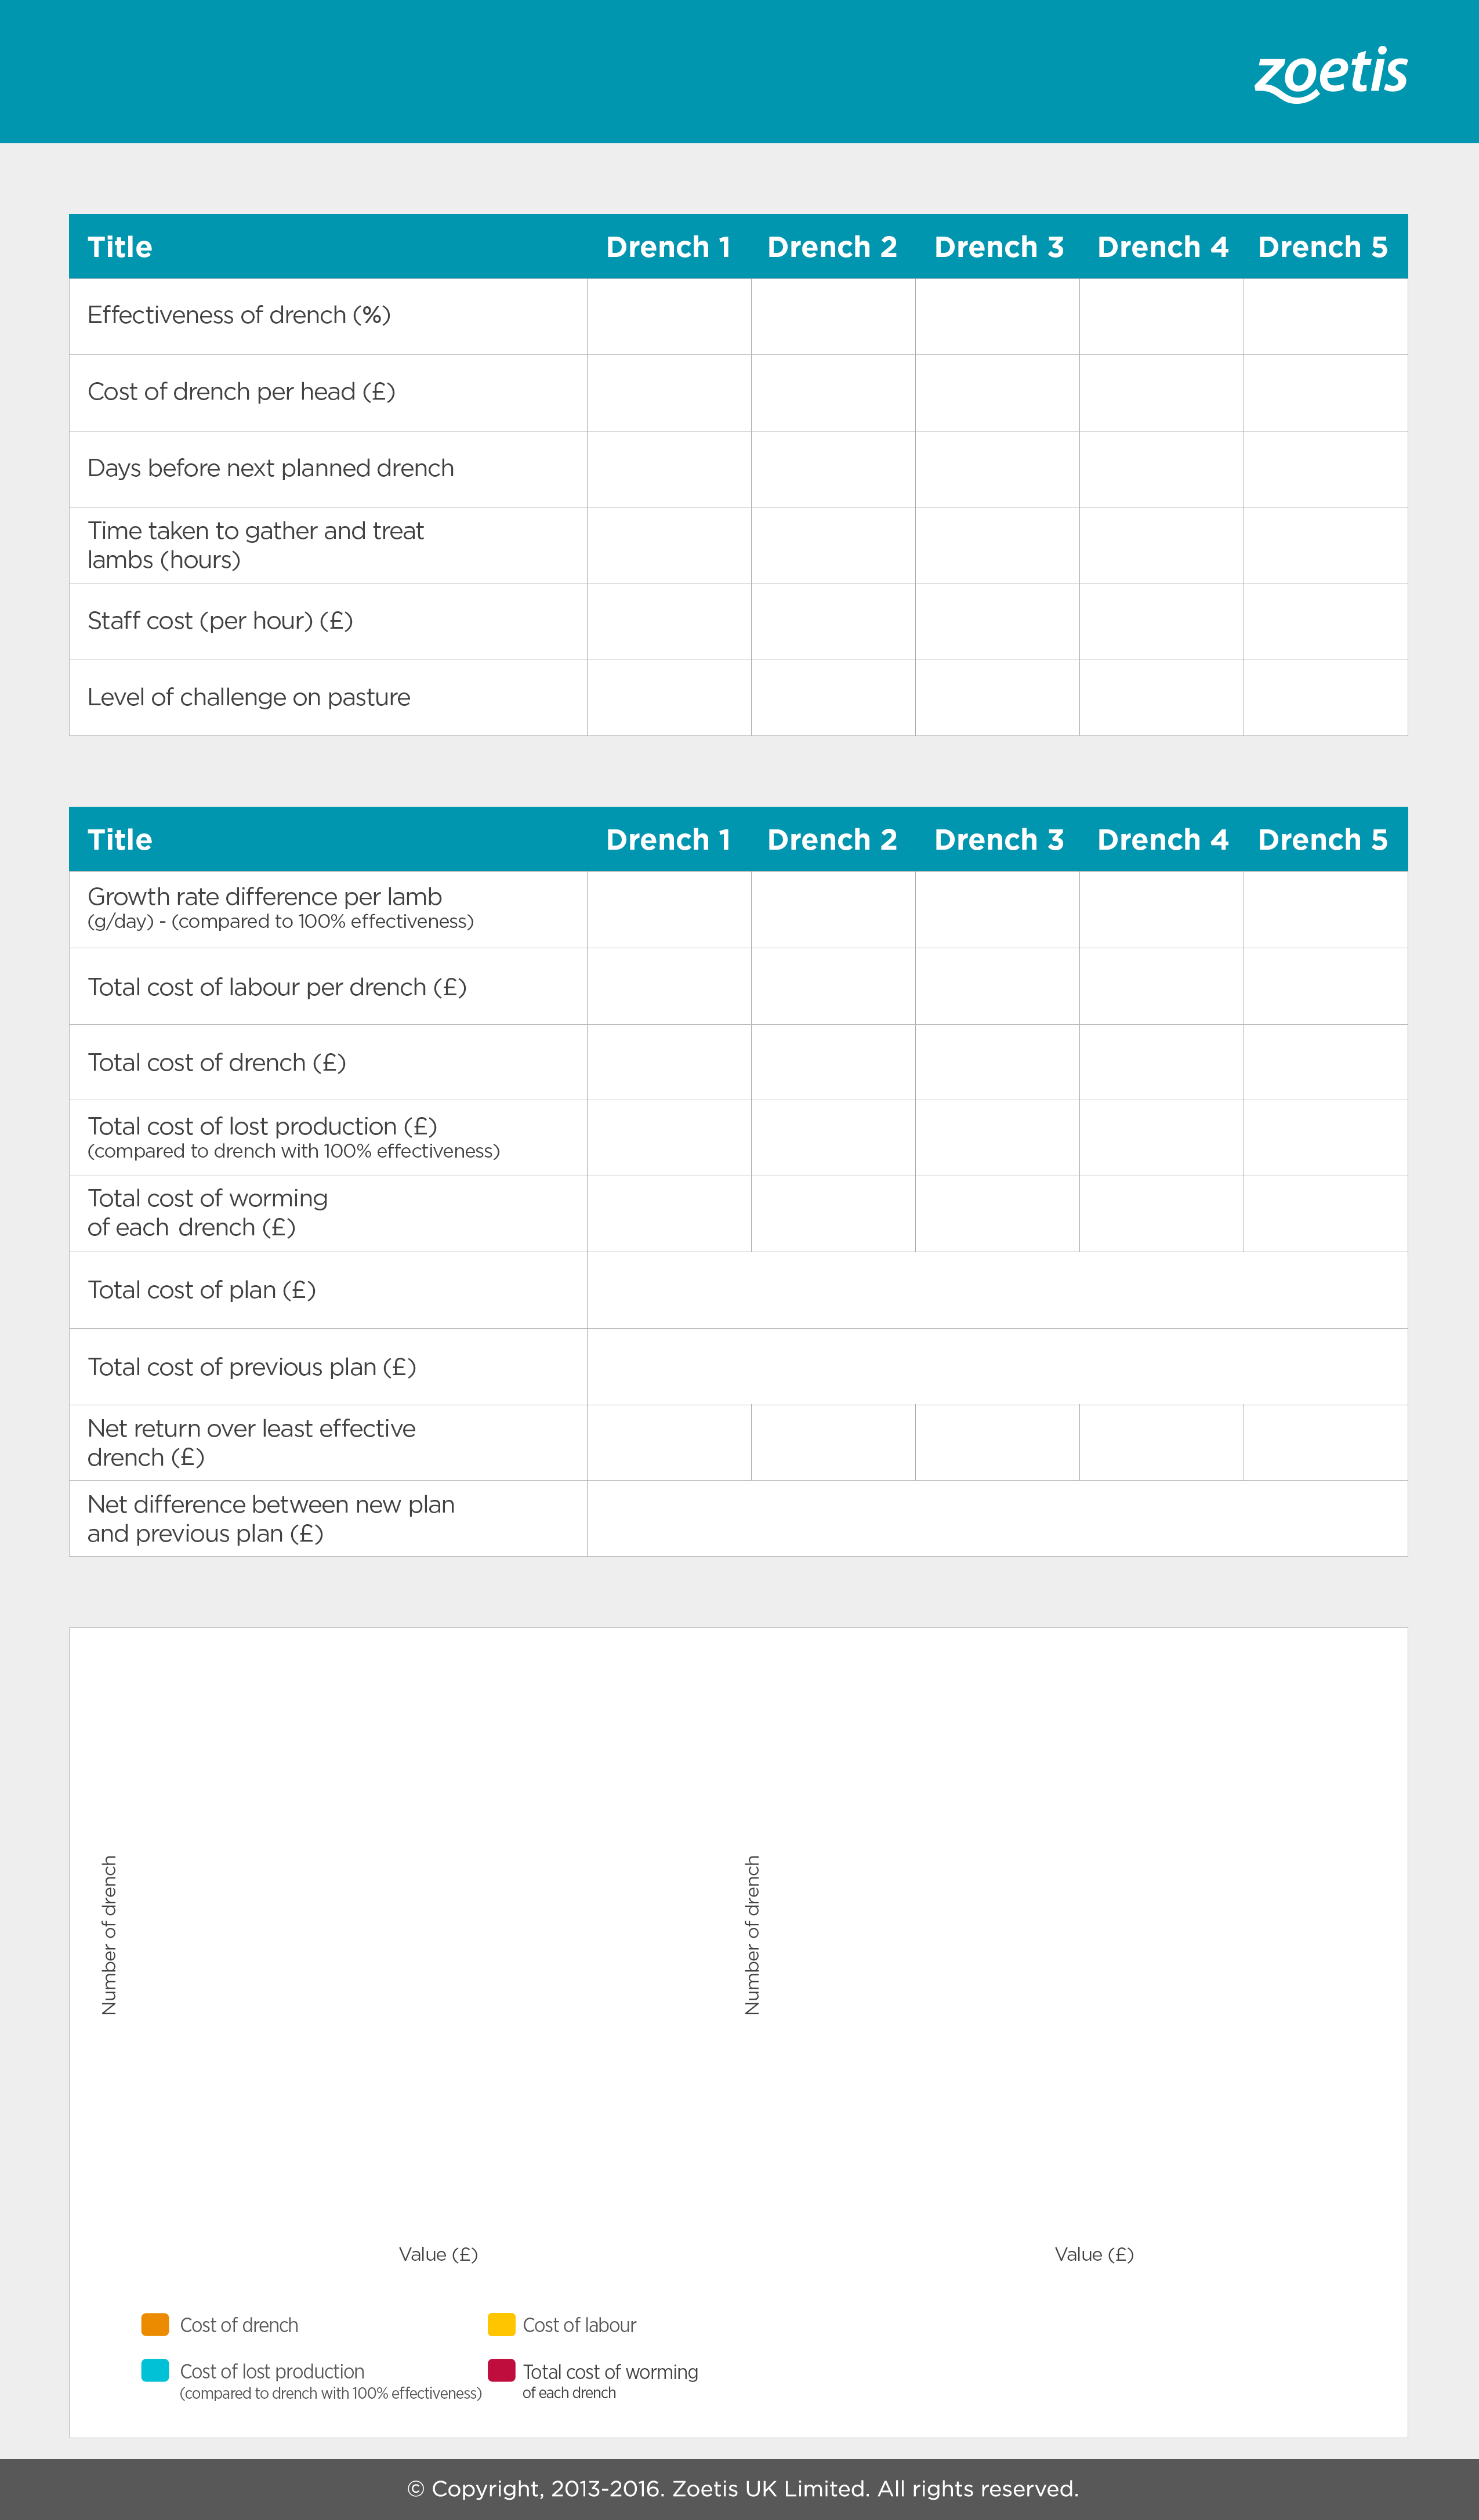 zoetis
Title Drench 1 Drench 2 Drench 3 Drench 4 Drench 5
Effectiveness of drench (%)
Cost of drench per head (£)
Days before next planned drench
Time taken to gather and treat
lambs (hours)
Staff cost (per hour) (£)
Level of challenge on pasture
Title Drench 1 Drench 2 Drench 3 Drench 4 Drench 5
Growth rate difference per lamb
(g/day) - (compared to 100% effectiveness)
Total cost of labour per drench (£)
Total cost of drench (£)
Total cost of lost production (£)
(compared to drench with 100% effectiveness)
Total cost of worming
of each drench (£)
Total cost of plan (£)
Total cost of previous plan (£)
Net return over least effective
drench (£)
Net difference between new plan
and previous plan (£)
Number of drench
Number of drench
Value (£)
Value (£)
Cost of drench
Cost of labour
Cost of lost production
(compared to drench with 100% effectiveness)
Total cost of worming
of each drench
© Copyright, 2013-2016. Zoetis UK Limited. All rights reserved.